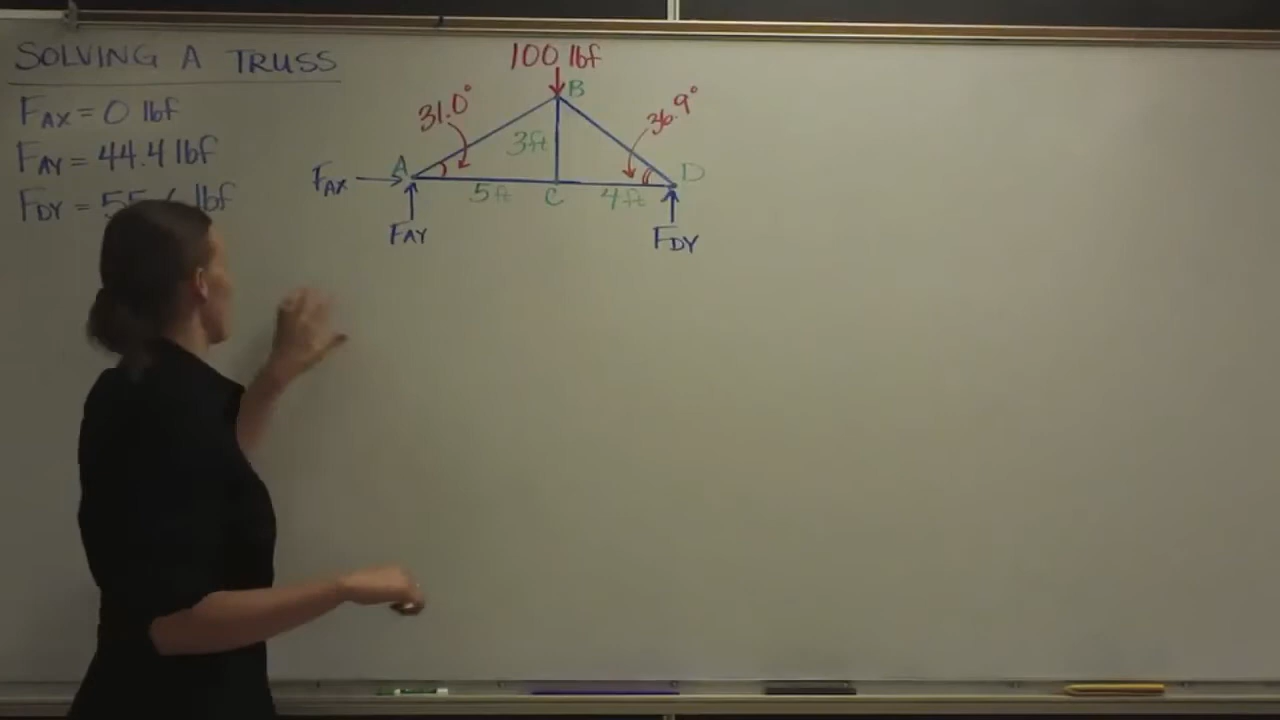 SOLVING A TRUSS
FAX = 0 lbf
FAY = 44.4 lbf
FDY = lbf
100 lbf
B
31.0°
36.9°
3ft
A
D
FAX
5ft
C
4ft
FAY
FDY